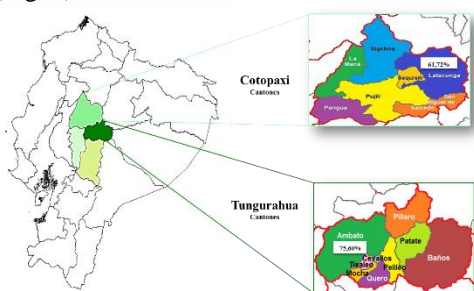 Cotopaxi
Cantones
Sigchos
La
Maná
61,72%
Saquisilí
Latacunga
Pujilí
Pangua
San
Miguel de
Salcedo
Tungurahua
Cantones
Píllaro
Ambato
75,60%
Patate
Baños
Cevallos
Tisaleo
Mocha
Pelileo
Quero